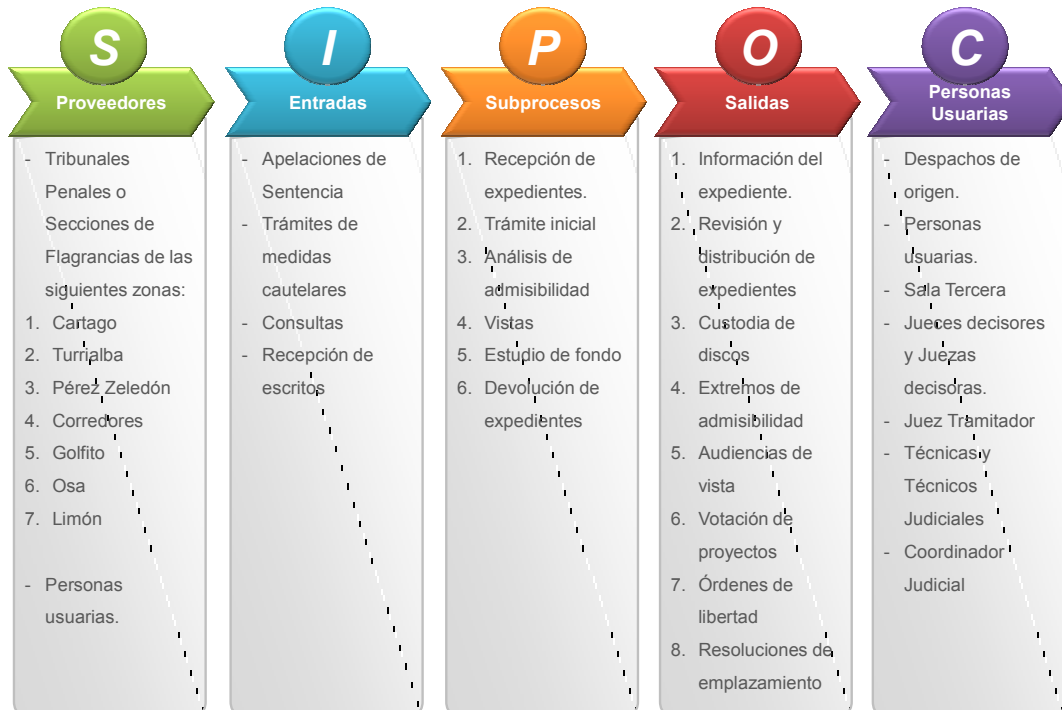 S
Proveedores
- Tribunales
Penales o
Secciones de
Flagrancias de las
siguientes zonas:
1. Cartago
2. Turrialba
3. Pérez Zeledón
4. Corredores
5. Golfito
6. Osa
7. Limón
- Personas
usuarias.
I
Entradas
- Apelaciones de
Sentencia
- Trámites de
medidas
cautelares
- Consultas
- Recepción de
escritos
P
Subprocesos
1. Recepción de
expedientes.
2. Trámite inicial
3. Análisis de
admisibilidad
4. Vistas
5. Estudio de fondo
6. Devolución de
expedientes
O
Salidas
1. Información del
expediente.
2. Revisión y
distribución de
expedientes
3. Custodia de
discos
4. Extremos de
admisibilidad
5. Audiencias de
vista
6. Votación de
proyectos
7. Órdenes de
libertad
8. Resoluciones de
emplazamiento
C
Personas
Usuarias
- Despachos de
origen.
- Personas
usuarias.
- Sala Tercera
- Jueces decisores
y Juezas
decisoras.
- Juez Tramitador
- Técnicas y
Técnicos
Judiciales
- Coordinador
Judicial